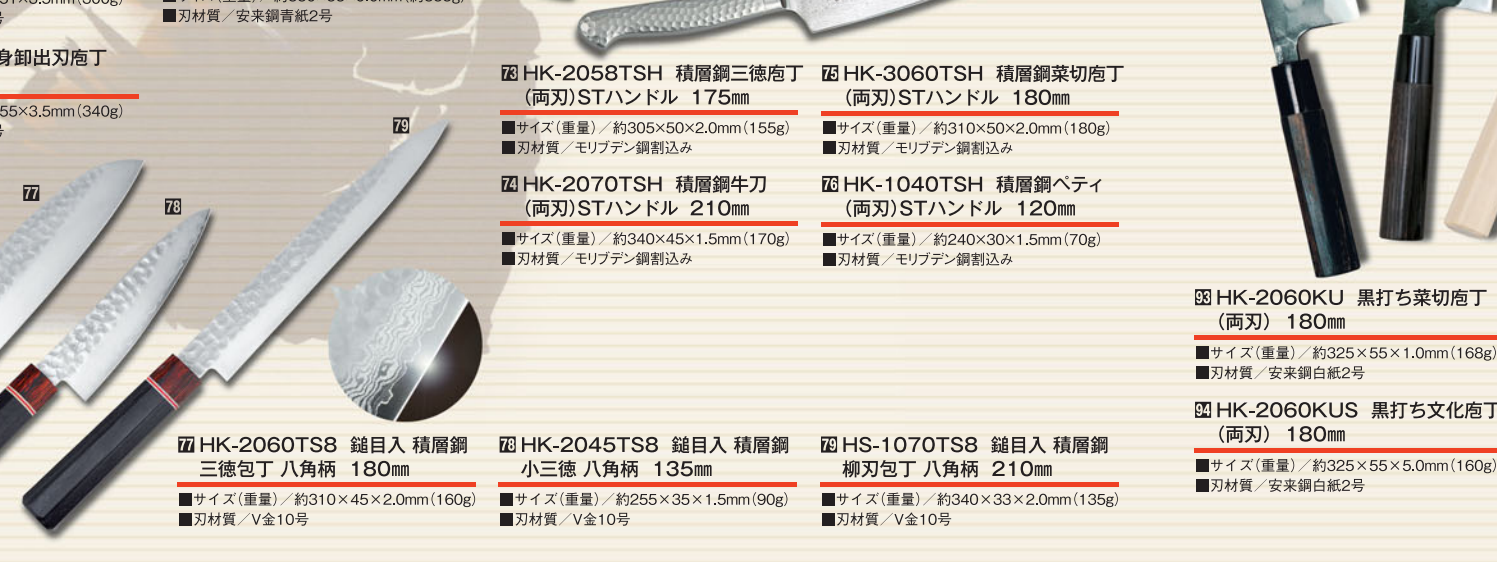 ■刃材質／安来鋼青紙2号
身卸出刃庖丁
55×3.5mm(340g)
73 HK-2058TSH 積層鋼三徳庖丁
(両刃)STハンドル 175㎜
■サイズ(重量)／約305×50×2.0mm(155g)
■刃材質／モリブデン鋼割込み
74 HK-2070TSH 積層鋼牛刀
(両刃)STハンドル 210㎜
■サイズ(重量)／約340×45×1.5mm(170g)
■刃材質／モリブデン鋼割込み
75 HK-3060TSH 積層鋼菜切庖丁
(両刃)STハンドル 180㎜
■サイズ(重量)／約310×50×2.0mm(180g)
■刃材質／モリブデン鋼割込み
76 HK-1040TSH 積層鋼ペティ
(両刃)STハンドル 120㎜
■サイズ(重量)／約240×30×1.5mm(70g)
■刃材質／モリブデン鋼割込み
77
78
79
77 HK-2060TS8 鎚目入 積層鋼
三徳包丁 八角柄 180㎜
■サイズ(重量)／約310×45×2.0mm(160g)
■刃材質／V金10号
78 HK-2045TS8 鎚目入 積層鋼
小三徳 八角柄 135㎜
■サイズ(重量)／約255×35×1.5mm(90g)
■刃材質／V金10号
79 HS-1070TS8 鎚目入 積層鋼
柳刃包丁 八角柄 210㎜
■サイズ(重量)／約340×33×2.0mm(135g)
■刃材質／V金10号
93 HK-2060KU 黒打ち菜切庖丁
(両刃) 180㎜
■サイズ(重量)／約325×55×1.0mm(168g)
■刃材質／安来鋼白紙2号
94 HK-2060KUS 黒打ち文化庖丁
(両刃) 180㎜
■サイズ(重量)／約325×55×5.0mm(160g)
■刃材質／安来鋼白紙2号